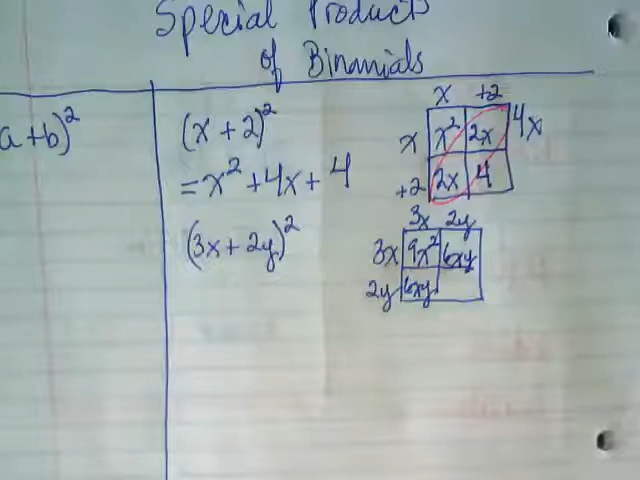 Special Products
of Binamials
(a+b)²
(x + 2)²
= x² + 4x + 4
(3x + 2y)²
x +2
x x² 2x 4x
+2 2x 4
3x 2y
3x 9x² 6xy
2y 6xy